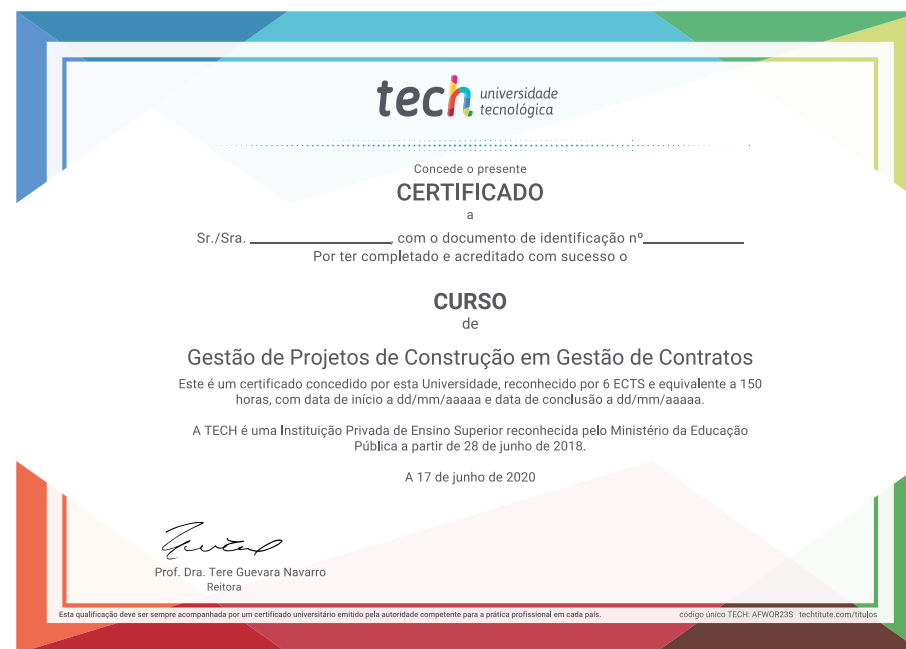 tech universidade
tecnológica
Concede o presente
CERTIFICADO
a
Sr./Sra. ________________, com o documento de identificação nº____________
Por ter completado e acreditado com sucesso o
CURSO
de
Gestão de Projetos de Construção em Gestão de Contratos
Este é um certificado concedido por esta Universidade, reconhecido por 6 ECTS e equivalente a 150
horas, com data de início a dd/mm/aaaaa e data de conclusão a dd/mm/aaaaa.
A TECH é uma Instituição Privada de Ensino Superior reconhecida pelo Ministério da Educação
Pública a partir de 28 de junho de 2018.
A 17 de junho de 2020
Prof. Dra. Tere Guevara Navarro
Reitora
Esta qualificação deve ser sempre acompanhada por um certificado universitário emitido pela autoridade competente para a prática profissional em cada país. código único TECH: AFWOR23S techtitute.com/titulos